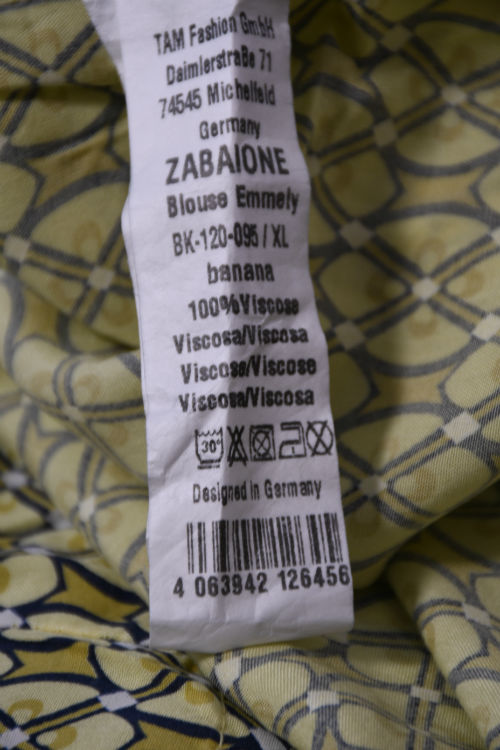 TAM Fashion GmbH
Daimlerstraße 71
74545 Michelfeld
Germany
ZABAIONE
Blouse Emmely
BK-120-095 / XL
banana
100%Viscose
Viscosa/Viscosa
Viscose/Viscose
Viscosa/Viscosa
30°
Designed in Germany
4 063942 126456